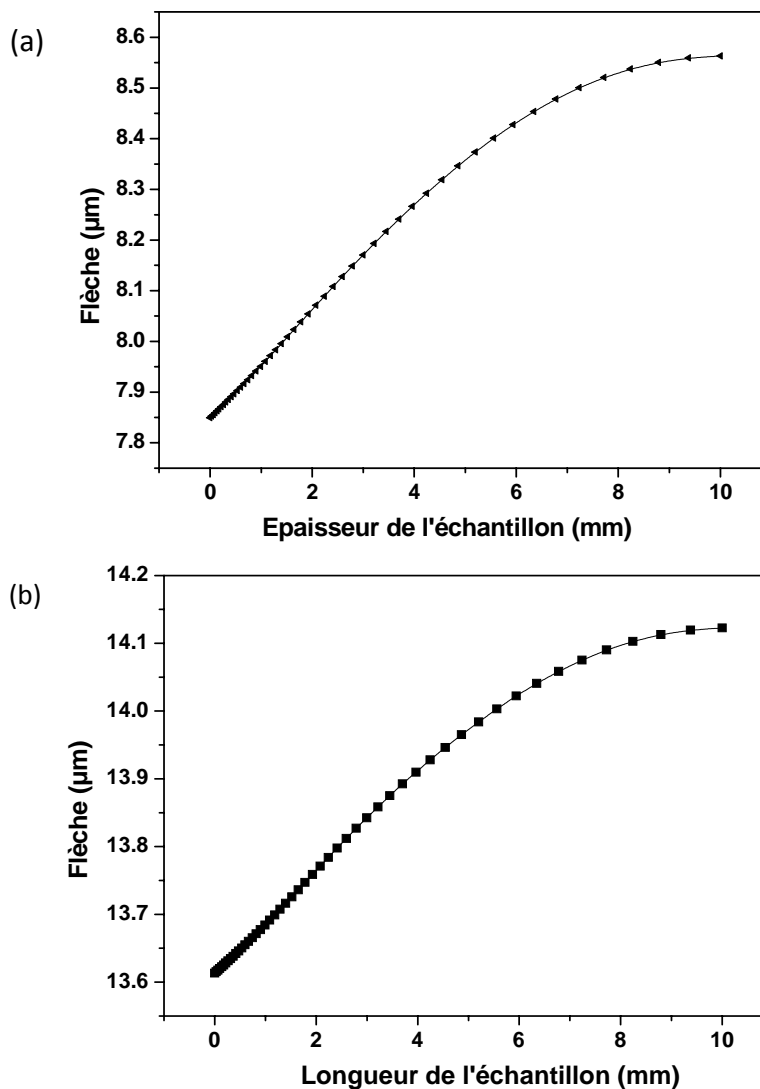 (a)
8.6
8.5
8.4
8.3
8.2
8.1
8.0
7.9
7.8
Flèche (µm)
0 2 4 6 8 10
Epaisseur de l'échantillon (mm)
(b)
14.2
14.1
14.0
13.9
13.8
13.7
13.6
Flèche (µm)
0 2 4 6 8 10
Longueur de l'échantillon (mm)